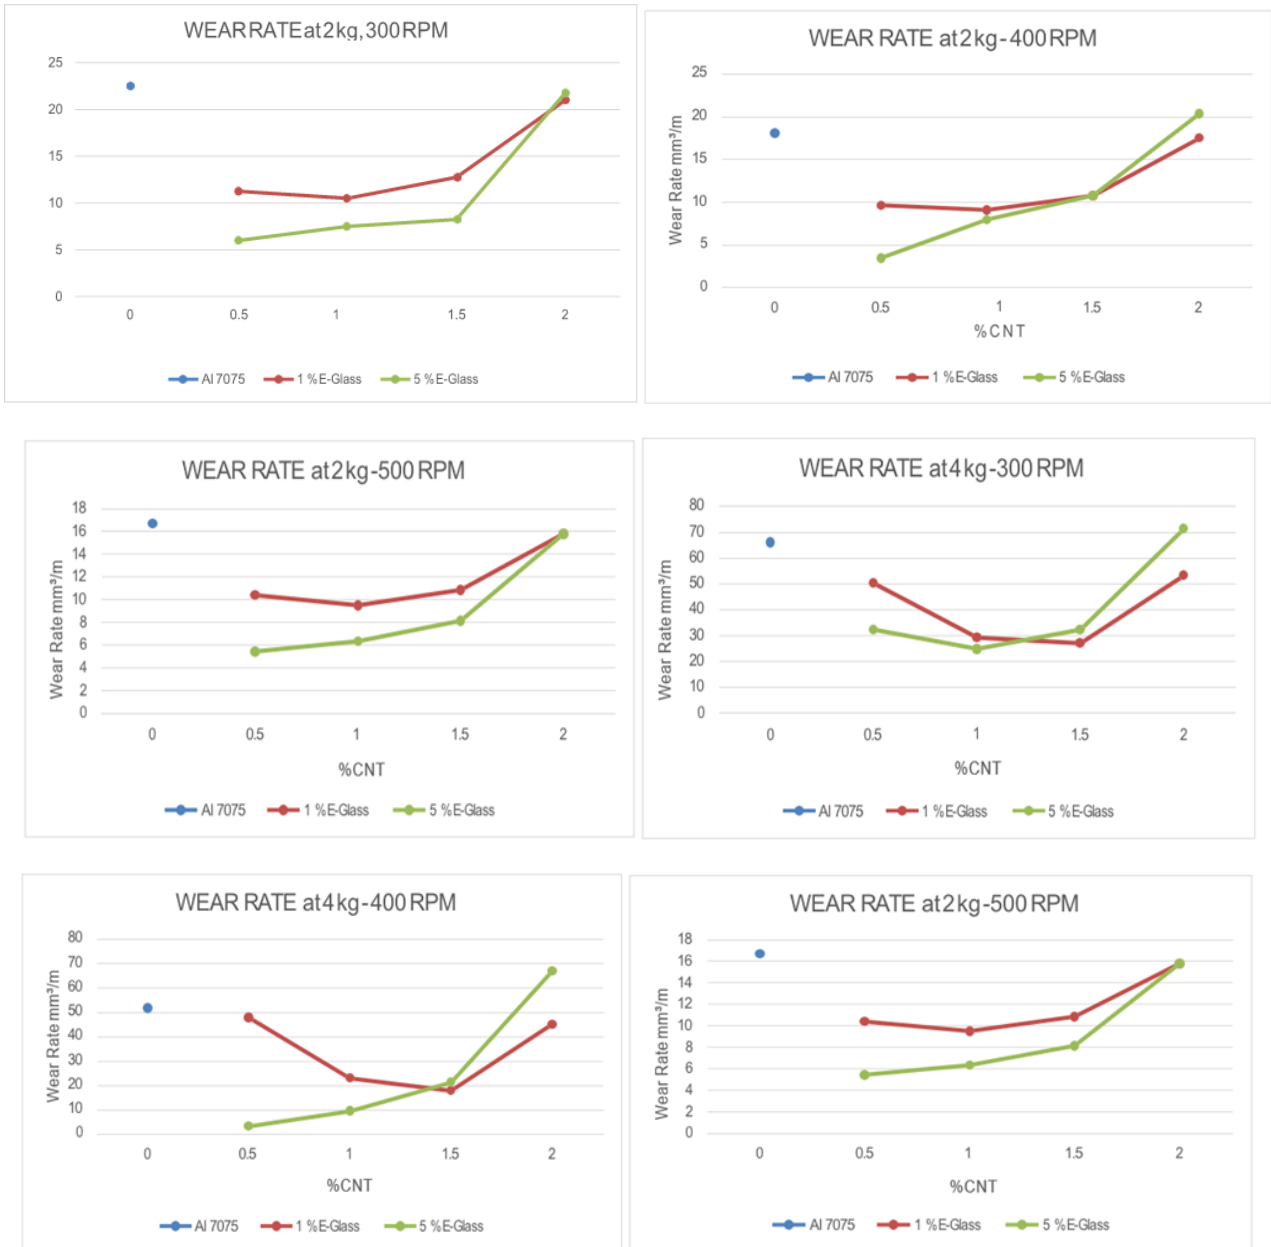 WEAR RATE at 2 kg, 300 RPM
25
20
15
10
5
0
0 0.5 1 1.5 2
Al 7075 1 %E-Glass 5 %E-Glass
WEAR RATE at 2 kg - 400 RPM
Wear Rate mm³/m
25
20
15
10
5
0
0 0.5 1 1.5 2
%CNT
Al 7075 1 %E-Glass 5 %E-Glass
WEAR RATE at 2 kg - 500 RPM
Wear Rate mm³/m
18
16
14
12
10
8
6
4
2
0
0 0.5 1 1.5 2
%CNT
Al 7075 1 %E-Glass 5 %E-Glass
WEAR RATE at 4 kg - 300 RPM
Wear Rate mm³/m
80
70
60
50
40
30
20
10
0
0 0.5 1 1.5 2
%CNT
Al 7075 1 %E-Glass 5 %E-Glass
WEAR RATE at 4 kg - 400 RPM
Wear Rate mm³/m
80
70
60
50
40
30
20
10
0
0 0.5 1 1.5 2
%CNT
Al 7075 1 %E-Glass 5 %E-Glass
WEAR RATE at 2 kg - 500 RPM
Wear Rate mm³/m
18
16
14
12
10
8
6
4
2
0
0 0.5 1 1.5 2
%CNT
Al 7075 1 %E-Glass 5 %E-Glass